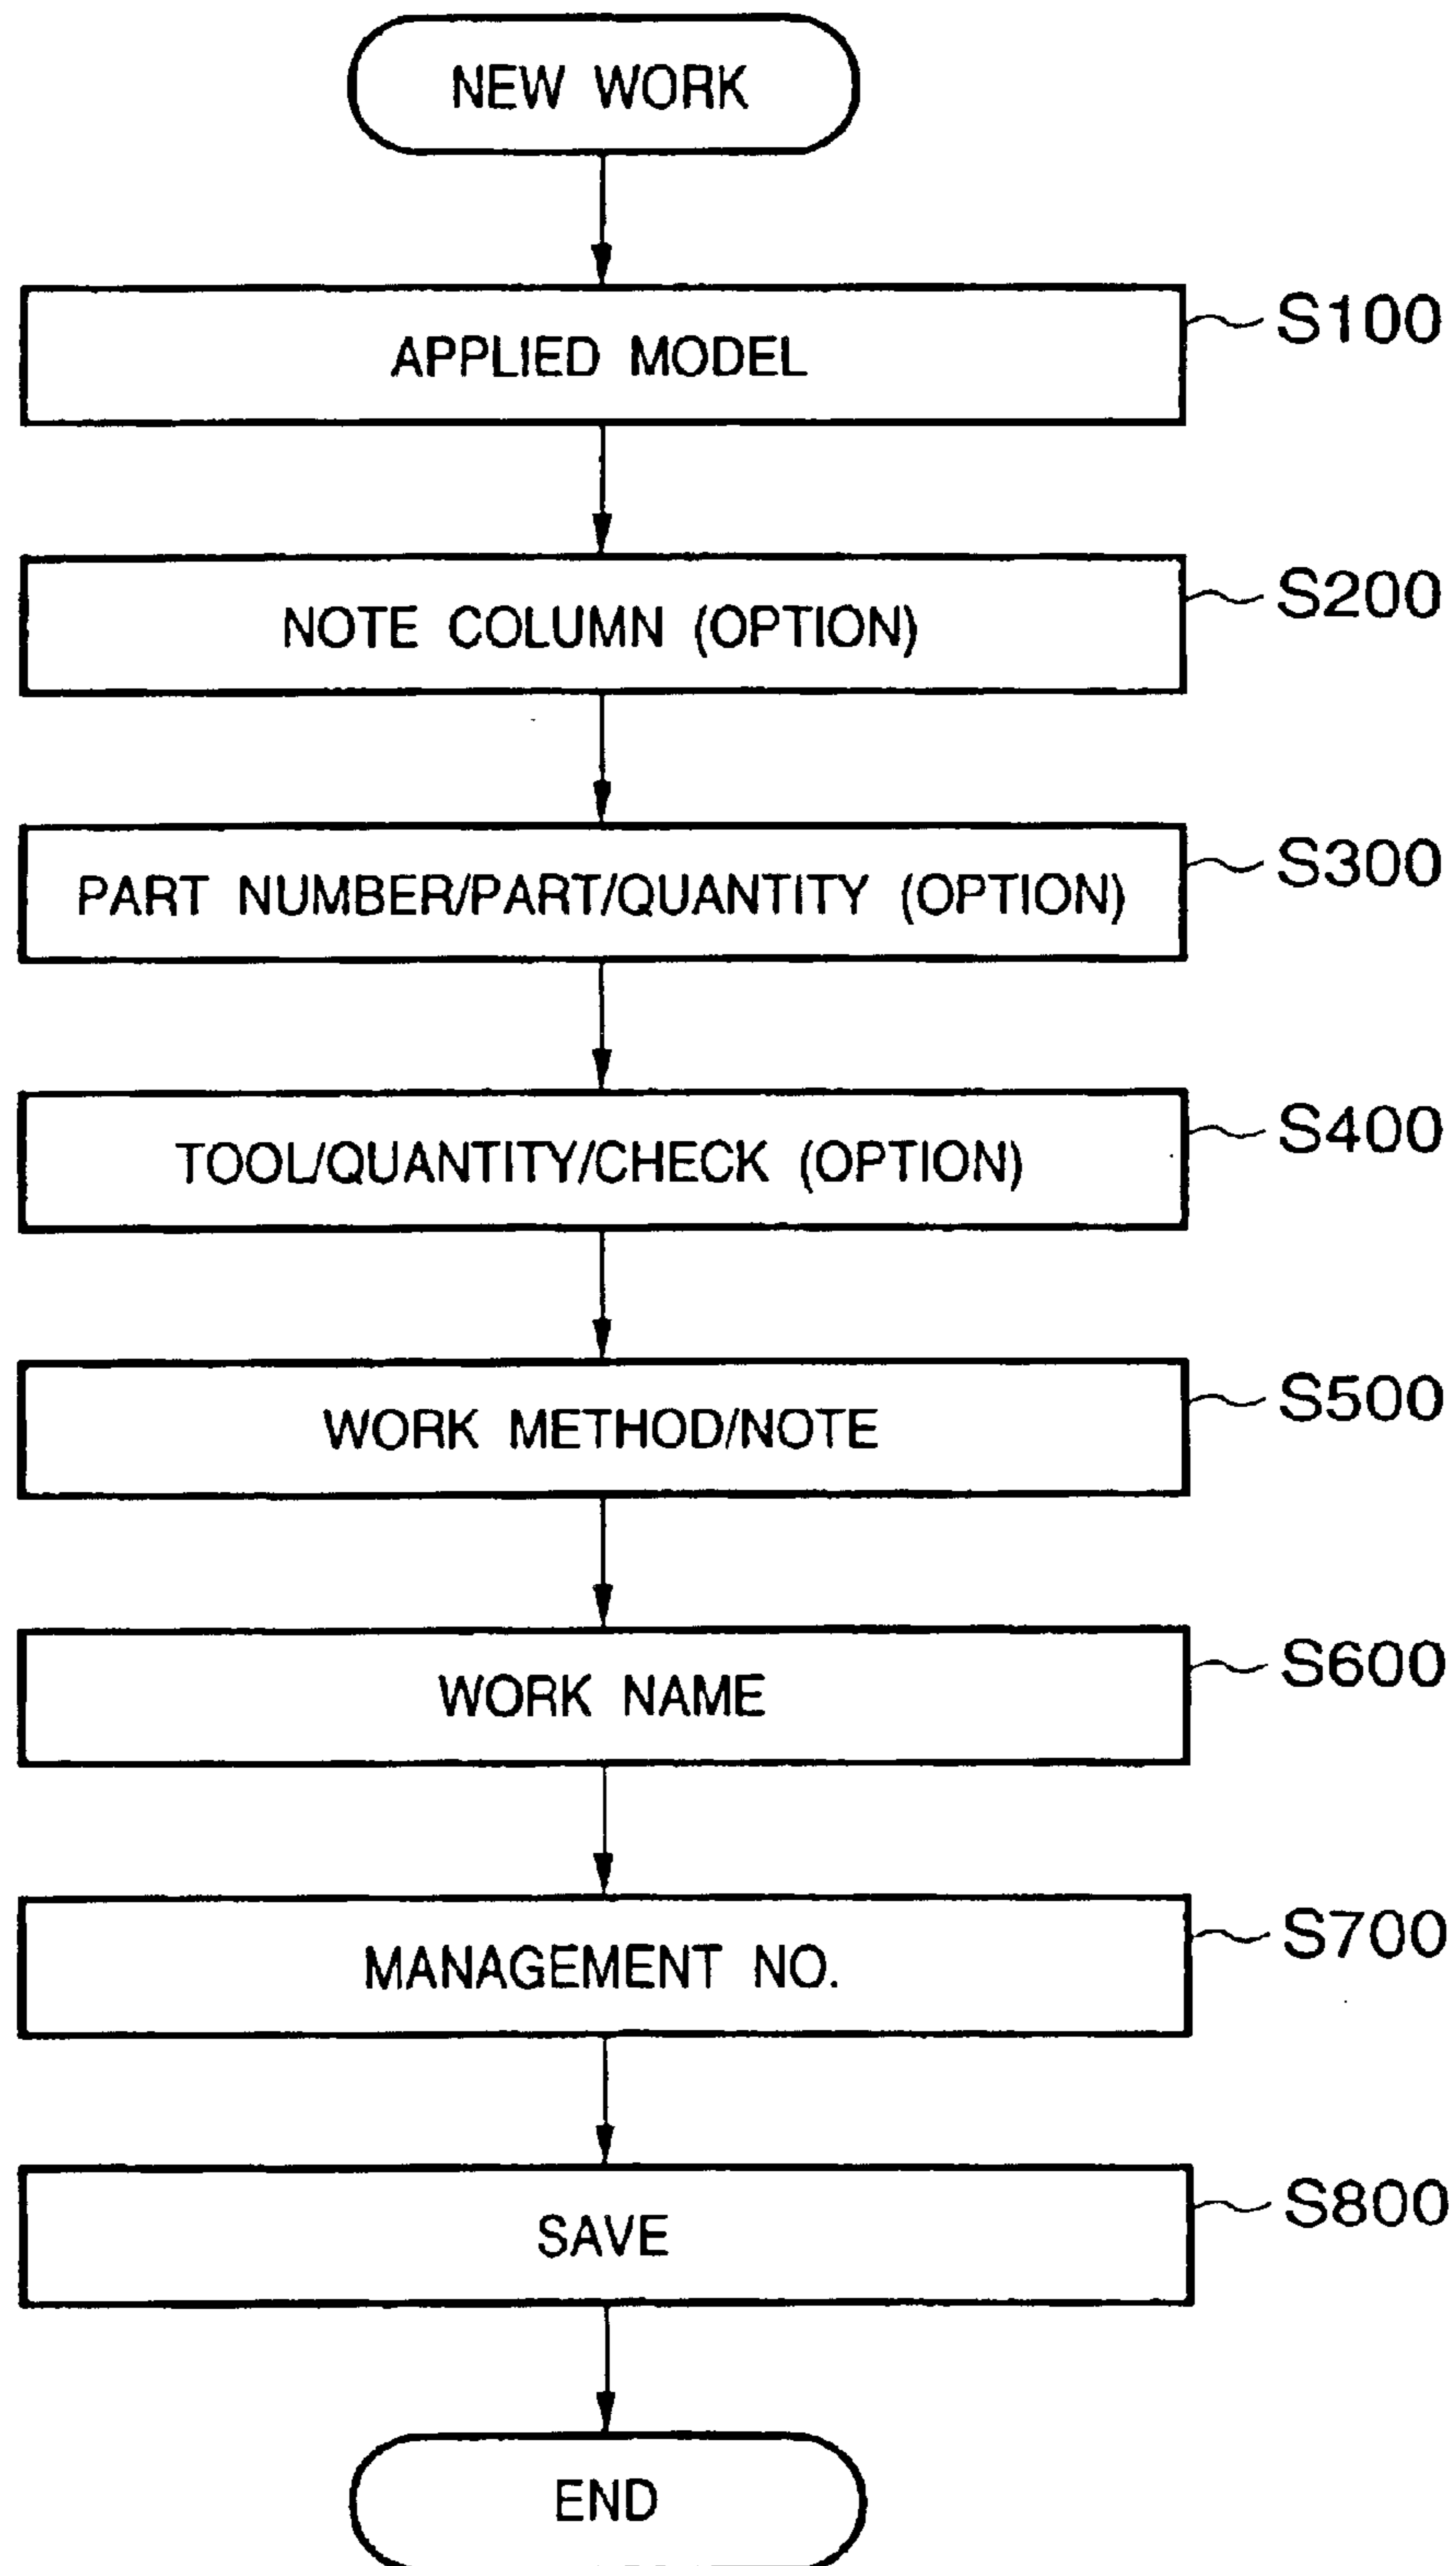 NEW WORK
APPLIED MODEL
S100
NOTE COLUMN (OPTION)
S200
PART NUMBER/PART/QUANTITY (OPTION)
S300
TOOL/QUANTITY/CHECK (OPTION)
S400
WORK METHOD/NOTE
S500
WORK NAME
S600
MANAGEMENT NO.
S700
SAVE
S800
END